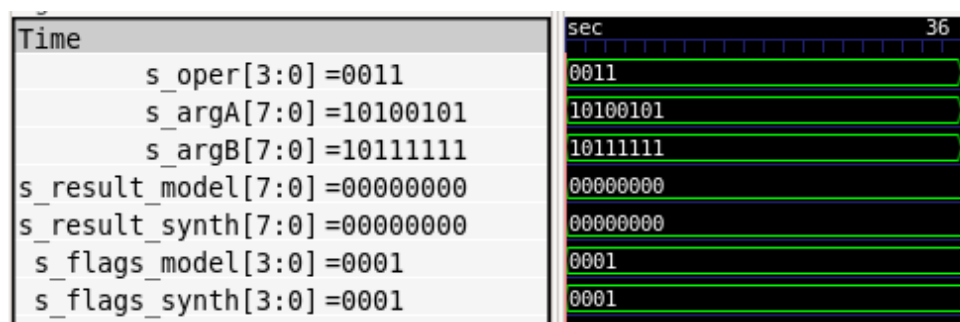 Time
sec 36
s_oper[3:0]=0011
0011
s_argA[7:0]=10100101
10100101
s_argB[7:0]=10111111
10111111
s_result_model[7:0]=00000000
00000000
s_result_synth[7:0]=00000000
00000000
s_flags_model[3:0]=0001
0001
s_flags_synth[3:0]=0001
0001